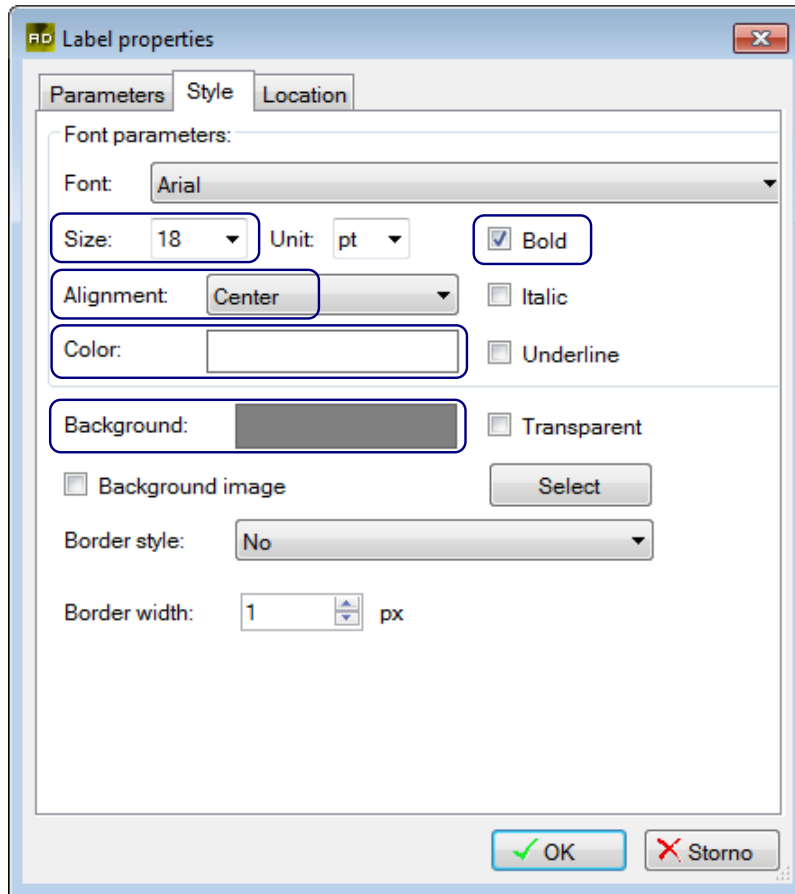 RD Label properties
Parameters Style Location
Font parameters:
Font: Arial
Size: 18 Unit: pt Bold
Alignment: Center Italic
Color: Underline
Background: Transparent
Background image Select
Border style: No
Border width: 1 px
OK Storno